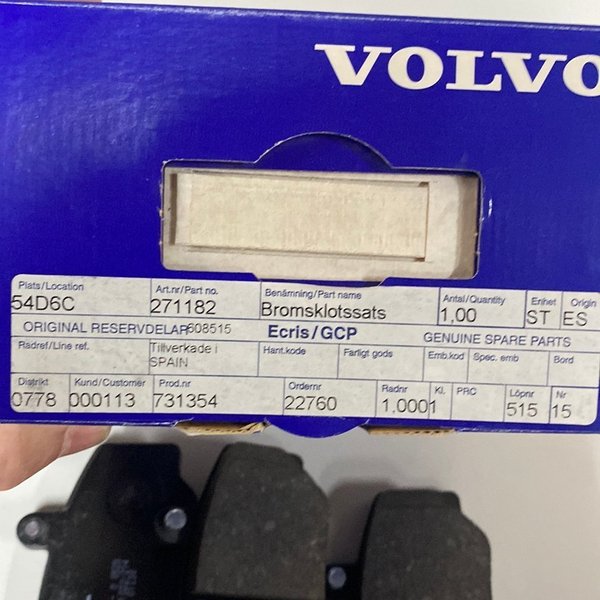 VOLVO
Plats/Location Art.nr/Part no. Benämning/Part name Antal/Quantity Enhet Origin
54D6C 271182 Bromsklotssats 1,00 ST ES
ORIGINAL RESERVDELAR 608515 Ecris/GCP GENUINE SPARE PARTS
Radref/Line ref. Tillverkade i Hant.kode Farligt gods Emb.kod Spec. emb Bord
SPAIN
Distrikt Kund/Customer Prod.nr Ordernr Radnr Kl. PRC Löpnr Nr
0778 000113 731354 22760 1,0001 515 15